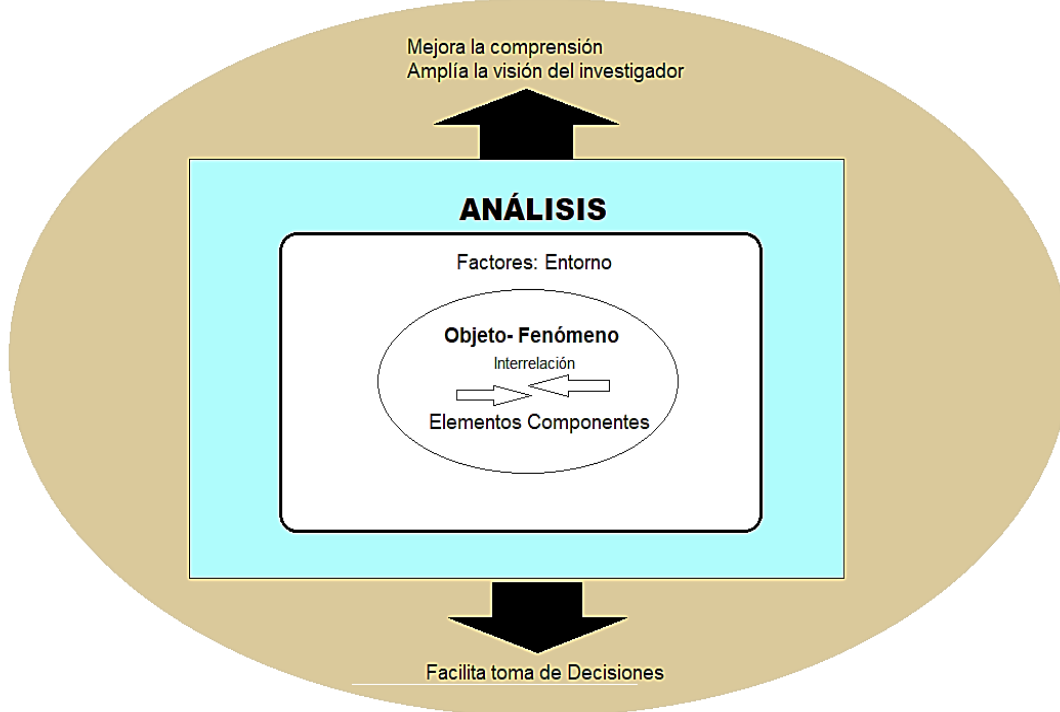 Mejora la comprensión
Amplía la visión del investigador
ANÁLISIS
Factores: Entorno
Objeto- Fenómeno
Interrelación
Elementos Componentes
Facilita toma de Decisiones